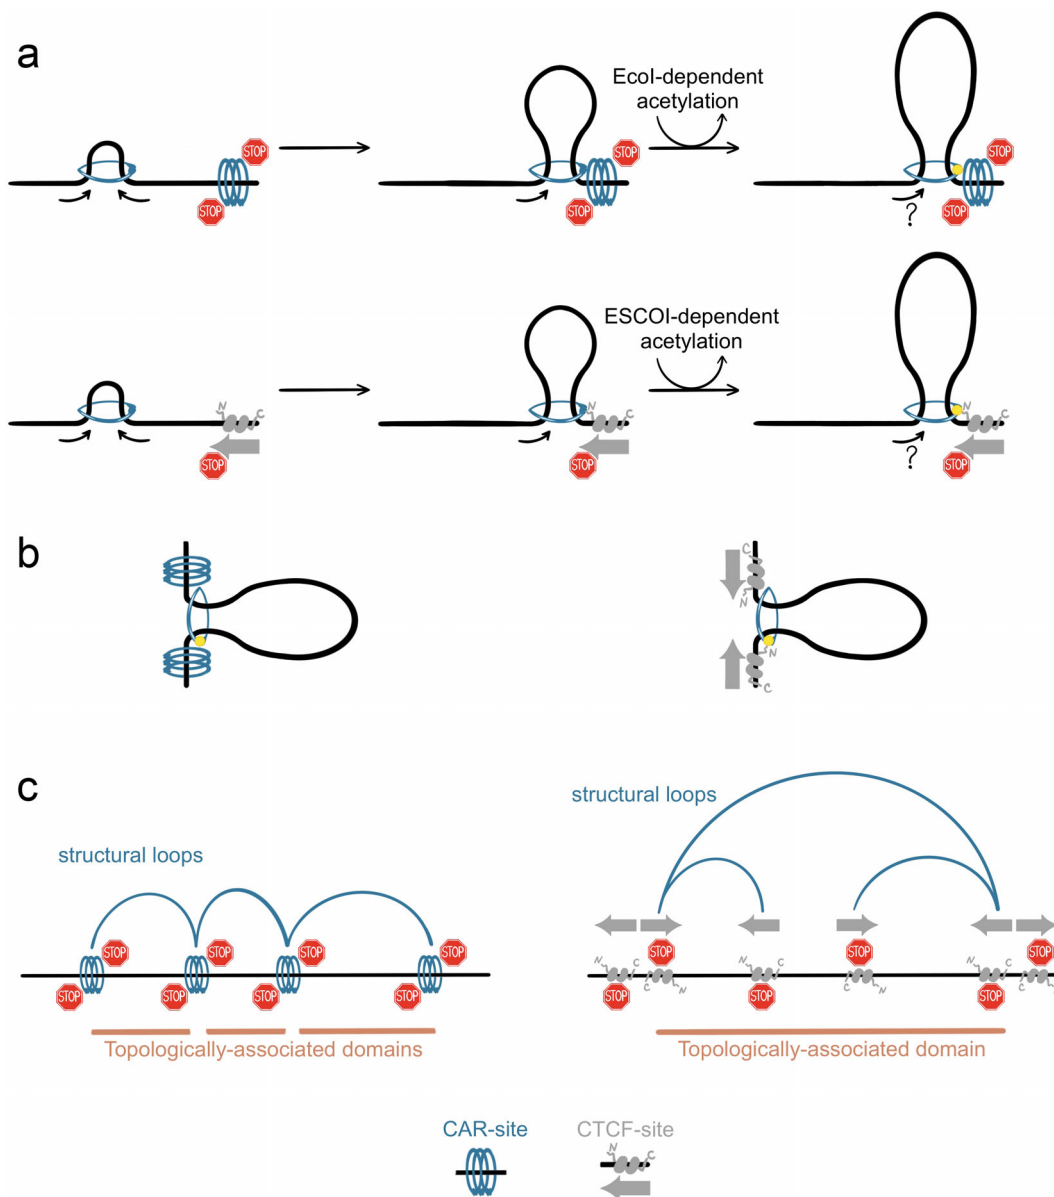 a
EcoI-dependent
acetylation
STOP
STOP
STOP
STOP
STOP
STOP
?
ESCOI-dependent
acetylation
N
C
N
C
N
C
STOP
STOP
STOP
?
b
C
N
N
C
c
structural loops
structural loops
STOP
STOP
STOP
STOP
STOP
STOP
STOP
STOP
STOP
STOP
STOP
N
C
C
N
N
C
C
N
N
C
C
N
STOP
STOP
STOP
Topologically-associated domains
Topologically-associated domain
CAR-site
CTCF-site
N
C